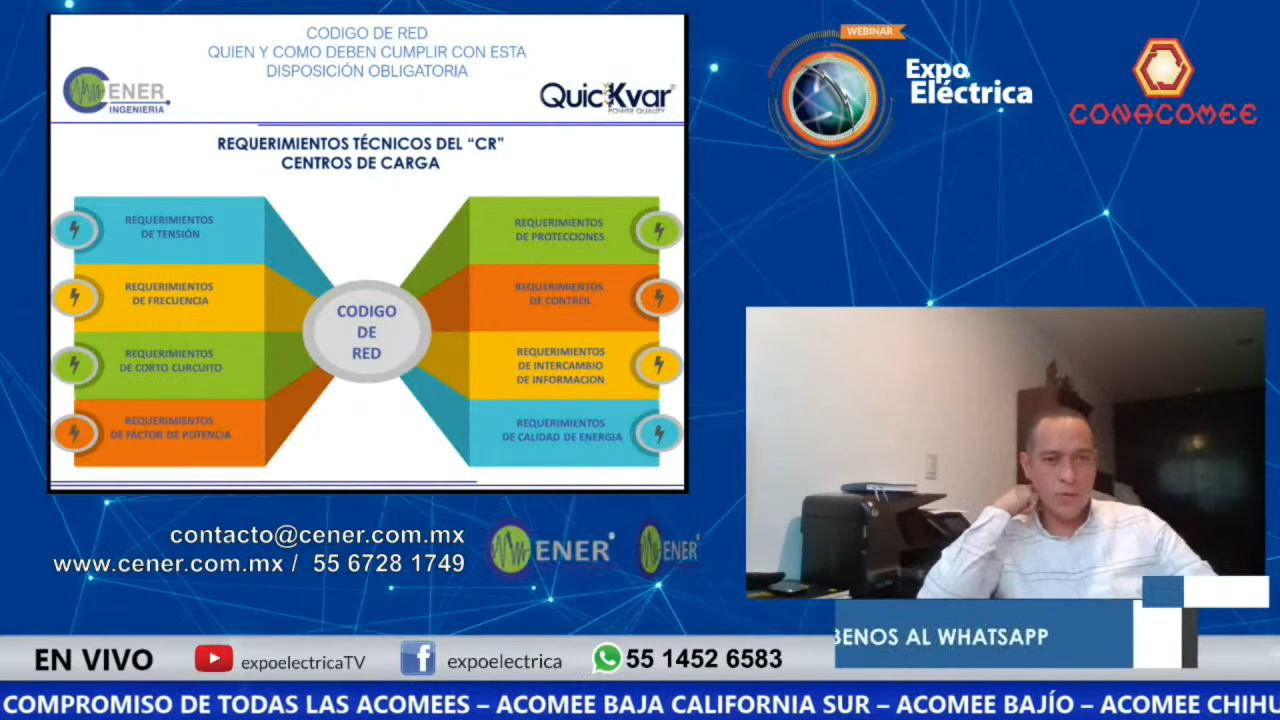 CODIGO DE RED
QUIEN Y COMO DEBEN CUMPLIR CON ESTA
DISPOSICIÓN OBLIGATORIA
CENER
INGENIERIA
QuicKvar
POWER QUALITY
REQUERIMIENTOS TÉCNICOS DEL “CR”
CENTROS DE CARGA
REQUERIMIENTOS
DE TENSIÓN
REQUERIMIENTOS
DE FRECUENCIA
REQUERIMIENTOS
DE CORTO CURCUITO
REQUERIMIENTOS
DE FACTOR DE POTENCIA
CODIGO
DE
RED
REQUERIMIENTOS
DE PROTECCIONES
REQUERIMIENTOS
DE CONTROL
REQUERIMIENTOS
DE INTERCAMBIO
DE INFORMACION
REQUERIMIENTOS
DE CALIDAD DE ENERGIA
WEBINAR
Expo
Eléctrica
CONACOMEE
contacto@cener.com.mx
www.cener.com.mx / 55 6728 1749
CENER
CENER
BENOS AL WHATSAPP
EN VIVO
expoelectricaTV
expoelectrica
55 1452 6583
COMPROMISO DE TODAS LAS ACOMEES – ACOMEE BAJA CALIFORNIA SUR – ACOMEE BAJÍO – ACOMEE CHIHU